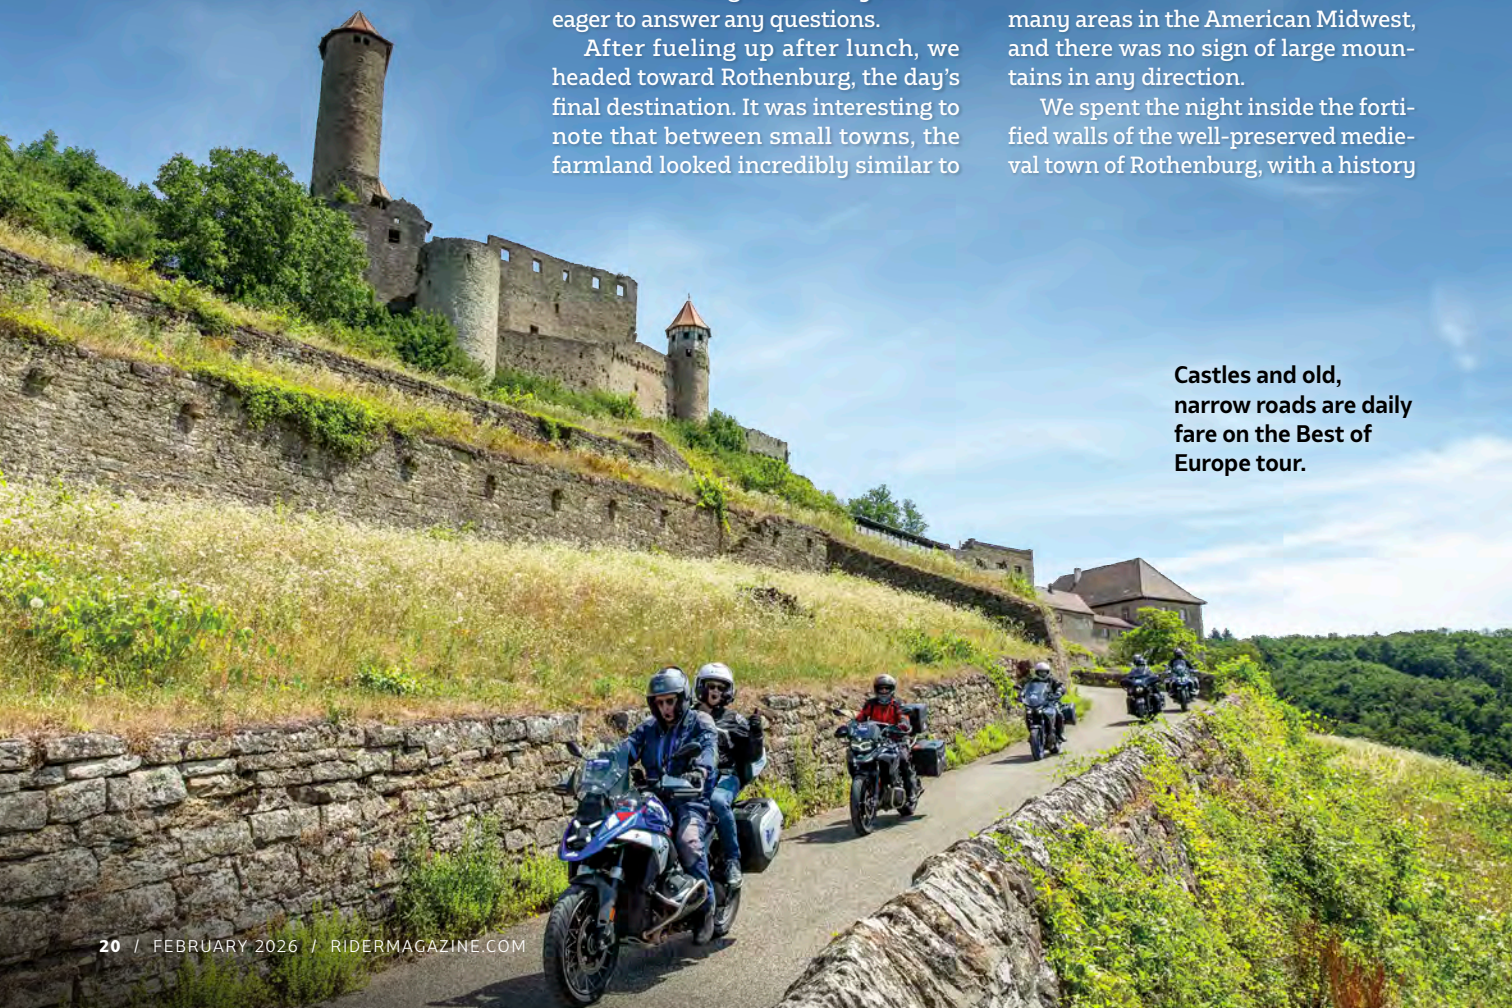 eager to answer any questions.
After fueling up after lunch, we
headed toward Rothenburg, the day's
final destination. It was interesting to
note that between small towns, the
farmland looked incredibly similar to
many areas in the American Midwest,
and there was no sign of large moun-
tains in any direction.
We spent the night inside the forti-
fied walls of the well-preserved medie-
val town of Rothenburg, with a history
Castles and old,
narrow roads are daily
fare on the Best of
Europe tour.
20 / FEBRUARY 2026 / RIDERMAGAZINE.COM